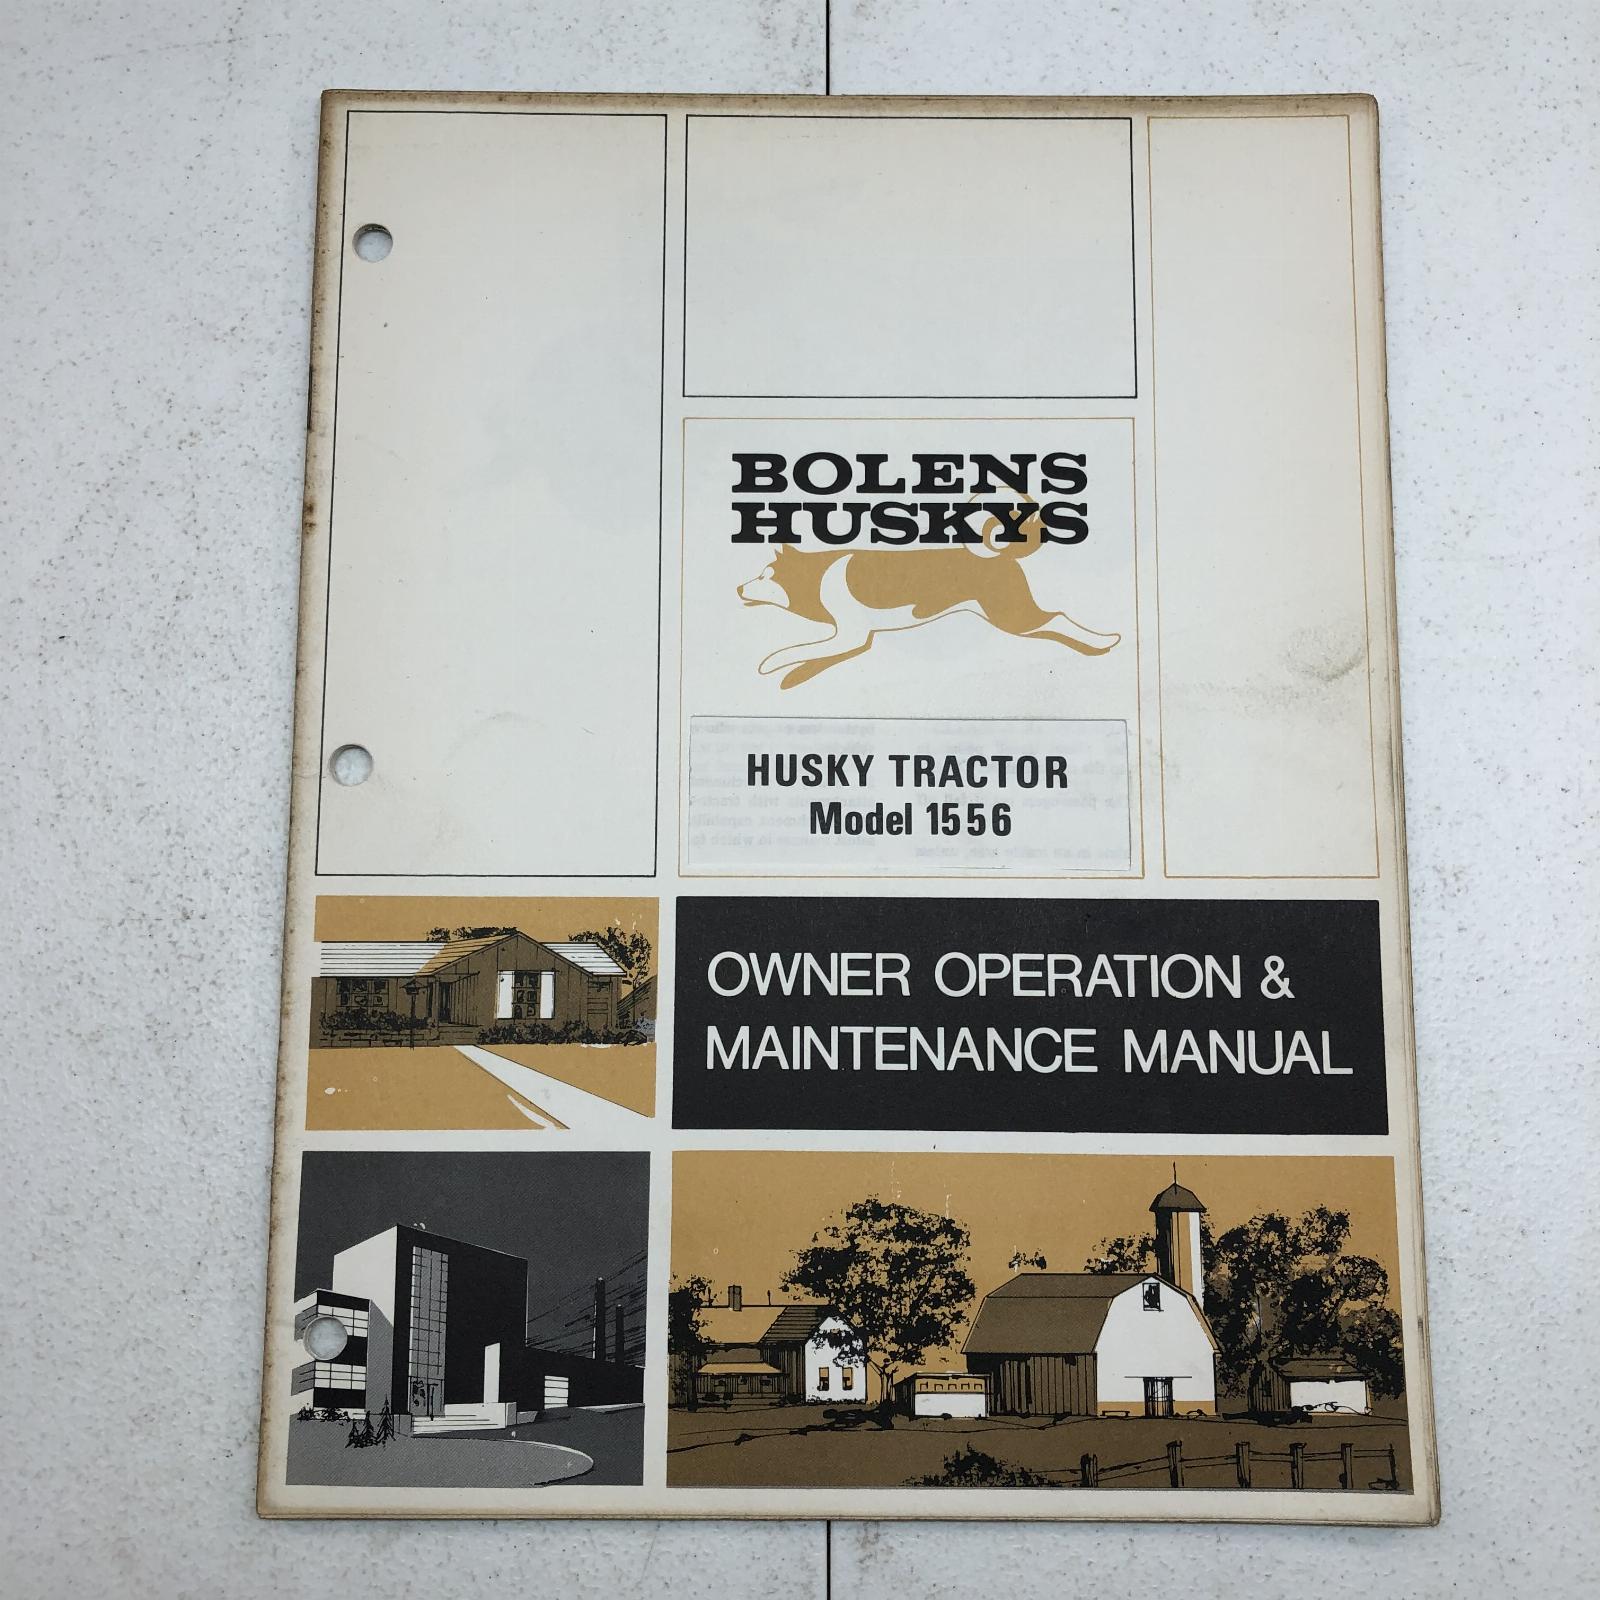 BOLENS
HUSKYS
HUSKY TRACTOR
Model 1556
OWNER OPERATION &
MAINTENANCE MANUAL